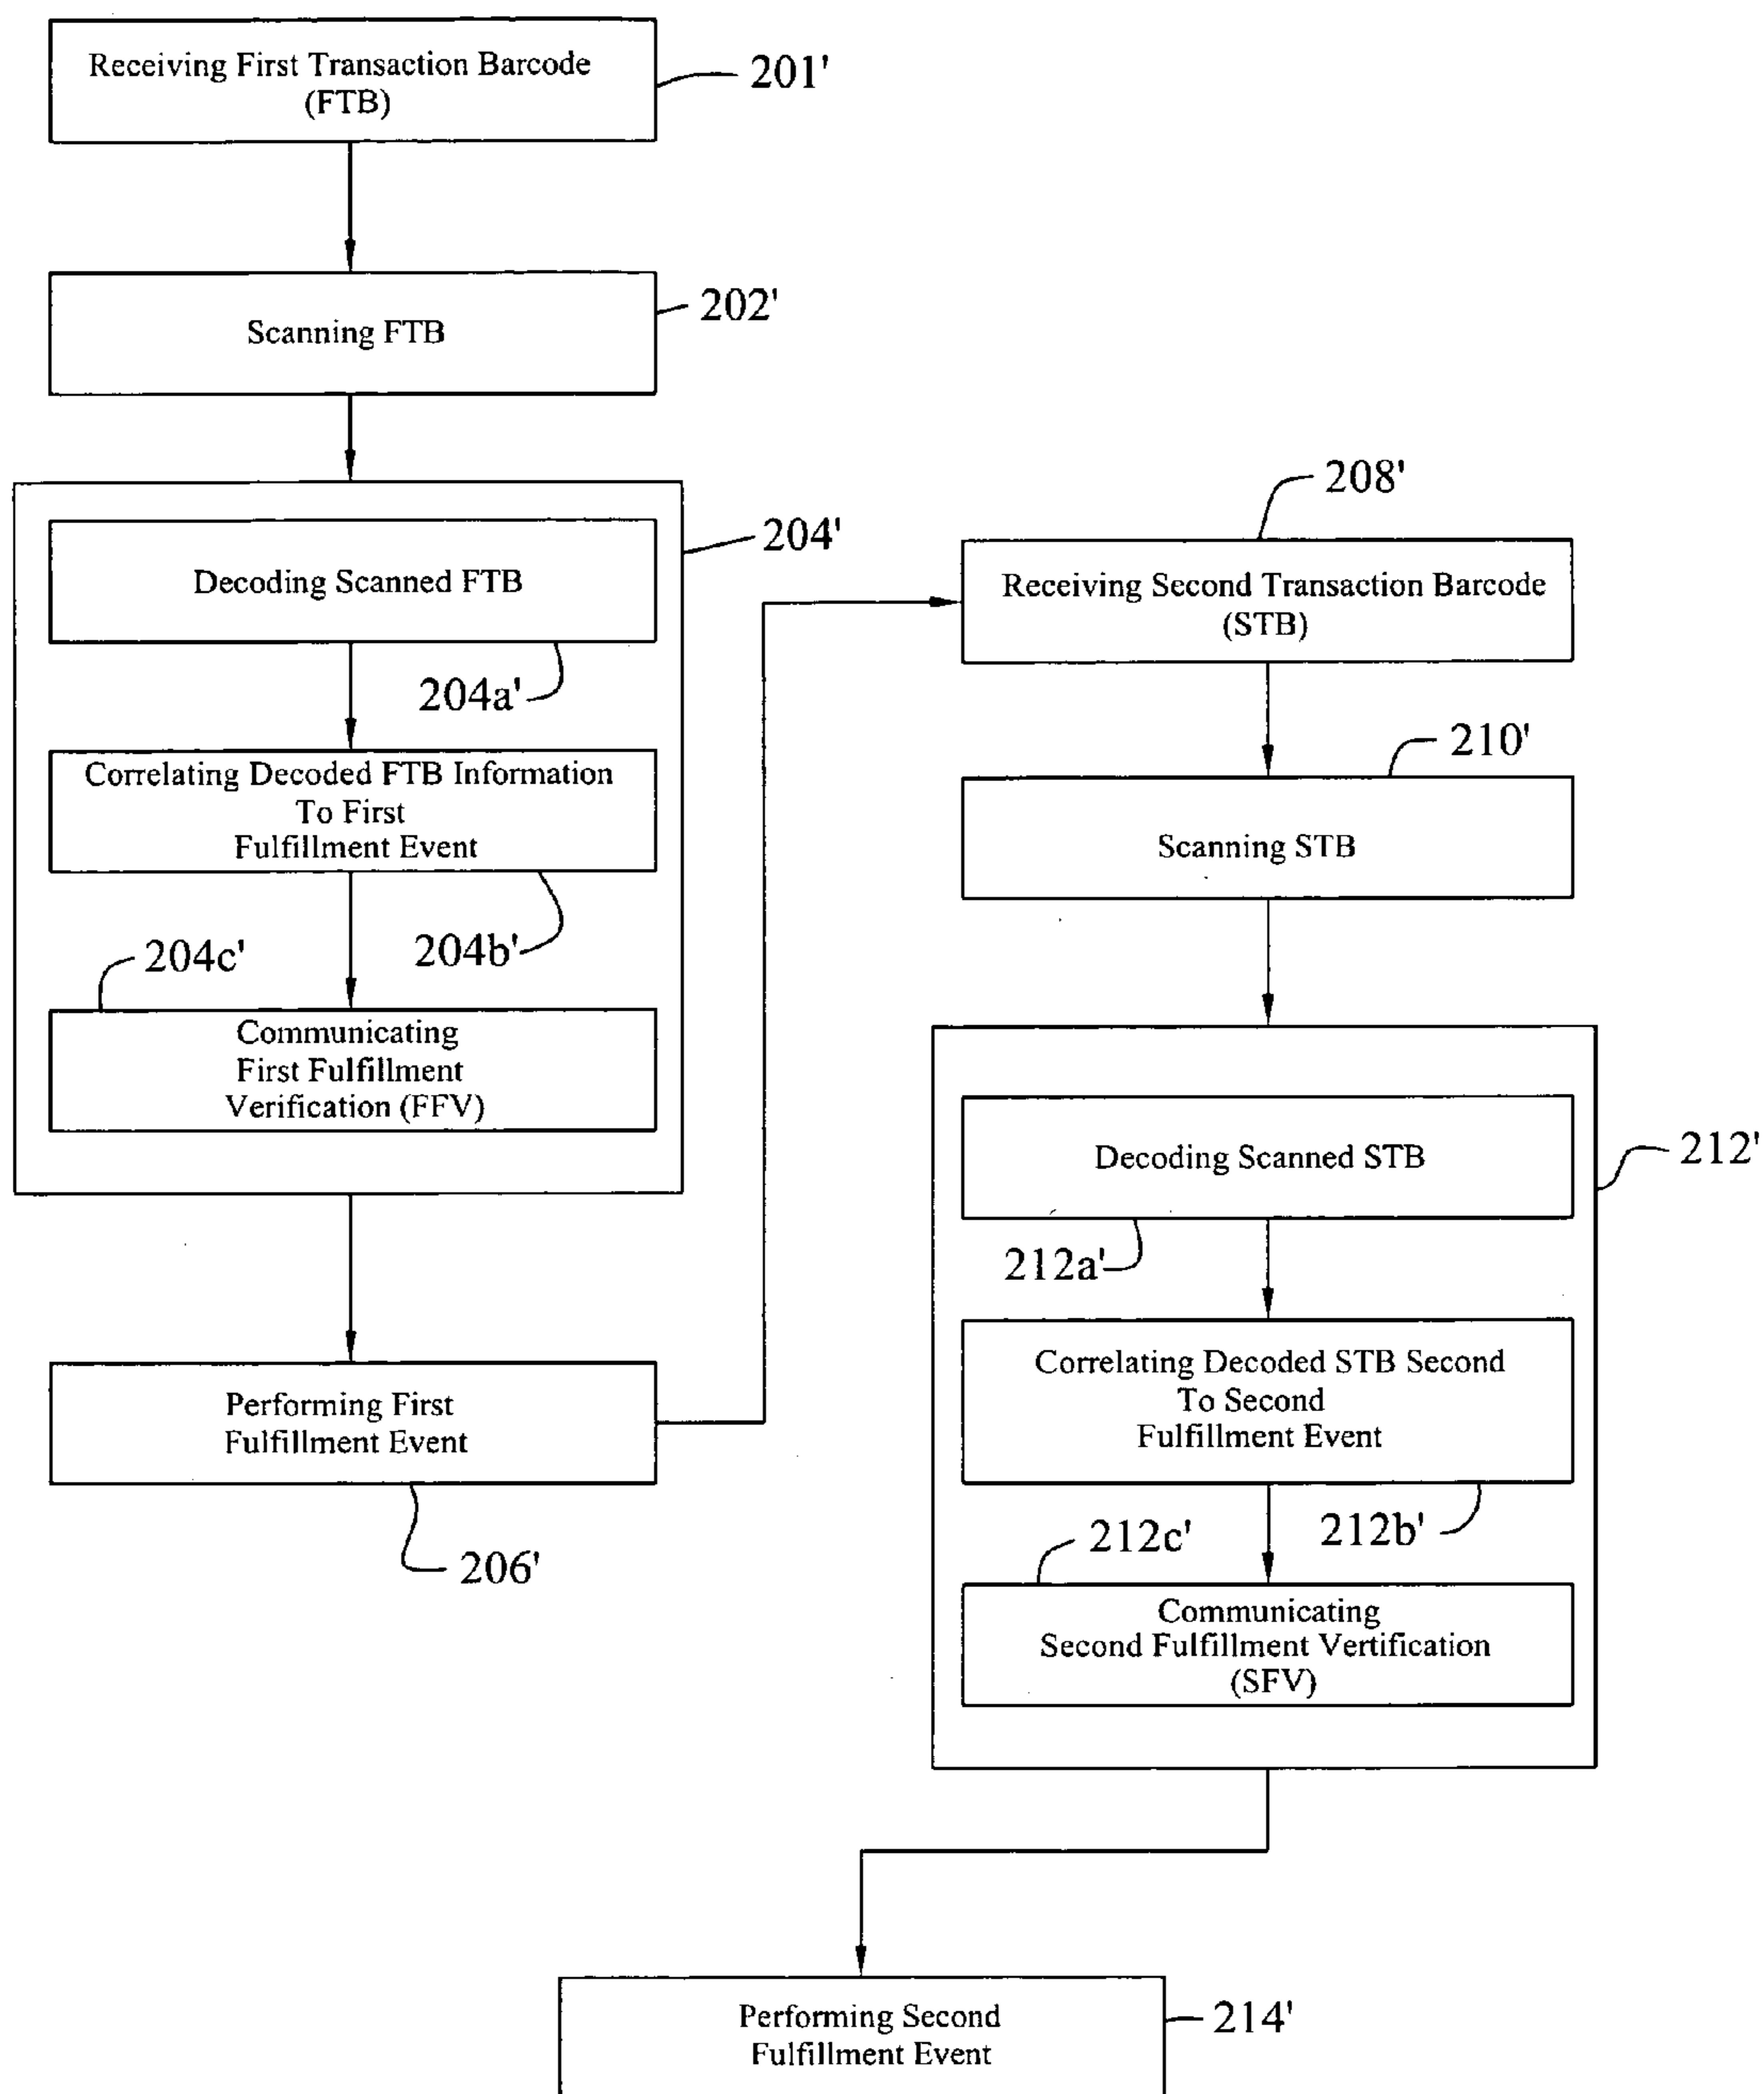 Receiving First Transaction Barcode
(FTB)
201'
Scanning FTB
202'
204'
Decoding Scanned FTB
204a'
Correlating Decoded FTB Information
To First
Fulfillment Event
204b'
204c'
Communicating
First Fulfillment
Verification (FFV)
Performing First
Fulfillment Event
206'
208'
Receiving Second Transaction Barcode
(STB)
210'
Scanning STB
212'
Decoding Scanned STB
212a'
Correlating Decoded STB Second
To Second
Fulfillment Event
212b'
212c'
Communicating
Second Fulfillment Vertification
(SFV)
Performing Second
Fulfillment Event
214'